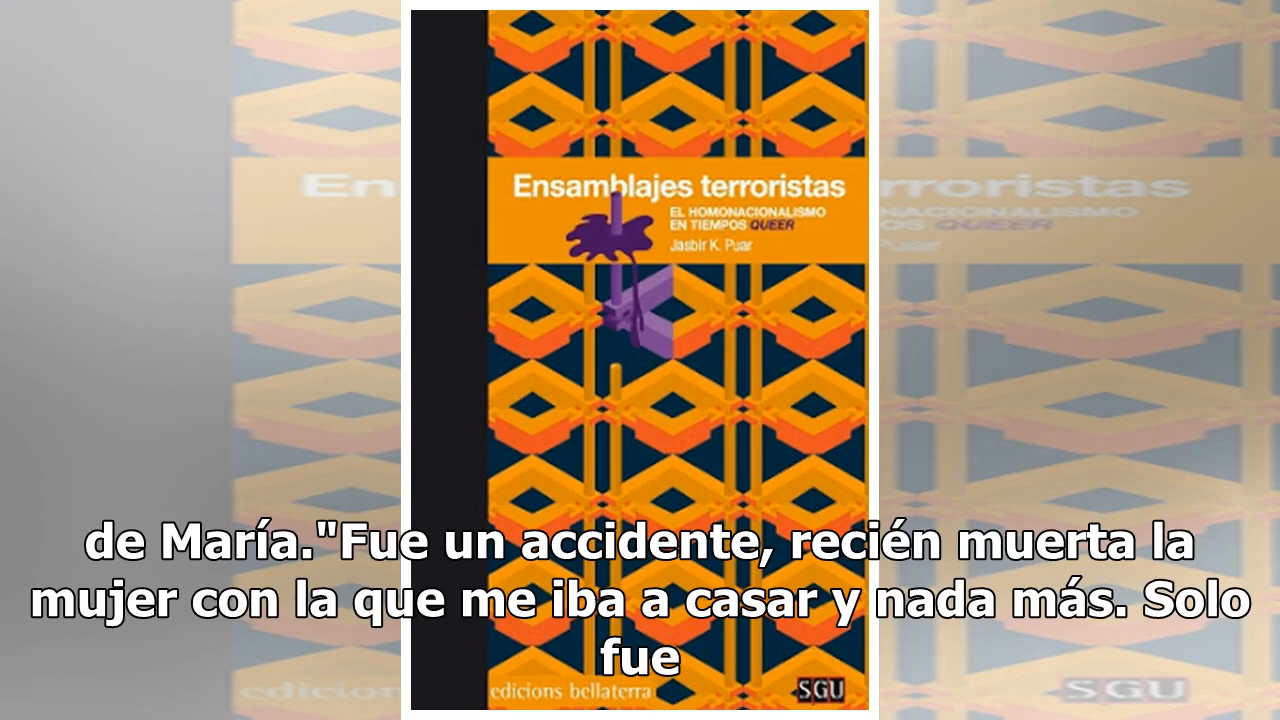 Ensamblajes terroristas
EL HOMONACIONALISMO
EN TIEMPOS QUEER
Jasbir K. Puar
de María."Fue un accidente, recién muerta la
mujer con la que me iba a casar y nada más. Solo
fue
edicions bellaterra
SGU